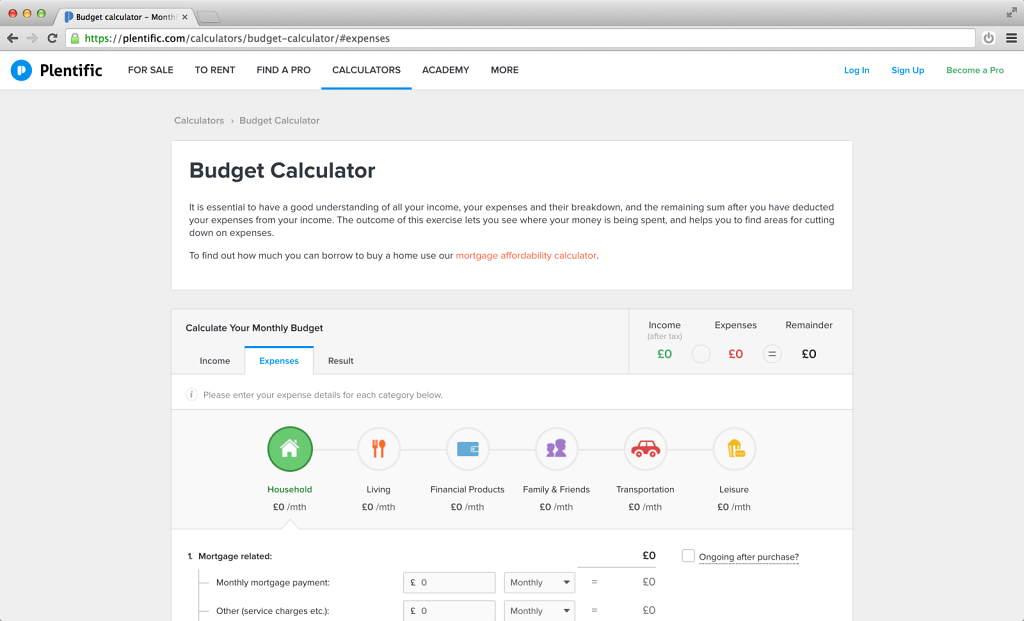 Budget calculator – Month
https://plentific.com/calculators/budget-calculator/#expenses
Plentific FOR SALE TO RENT FIND A PRO CALCULATORS ACADEMY MORE Log In Sign Up Become a Pro
Calculators › Budget Calculator
Budget Calculator
It is essential to have a good understanding of all your income, your expenses and their breakdown, and the remaining sum after you have deducted
your expenses from your income. The outcome of this exercise lets you see where your money is being spent, and helps you to find areas for cutting
down on expenses.
To find out how much you can borrow to buy a home use our mortgage affordability calculator.
Calculate Your Monthly Budget
Income Expenses Result
Income Expenses Remainder
(after tax)
£0 £0 = £0
i Please enter your expense details for each category below.
Household Living Financial Products Family & Friends Transportation Leisure
£0 /mth £0 /mth £0 /mth £0 /mth £0 /mth £0 /mth
1. Mortgage related: £0 Ongoing after purchase?
Monthly mortgage payment: £ 0 Monthly = £0
Other (service charges etc.): £ 0 Monthly = £0